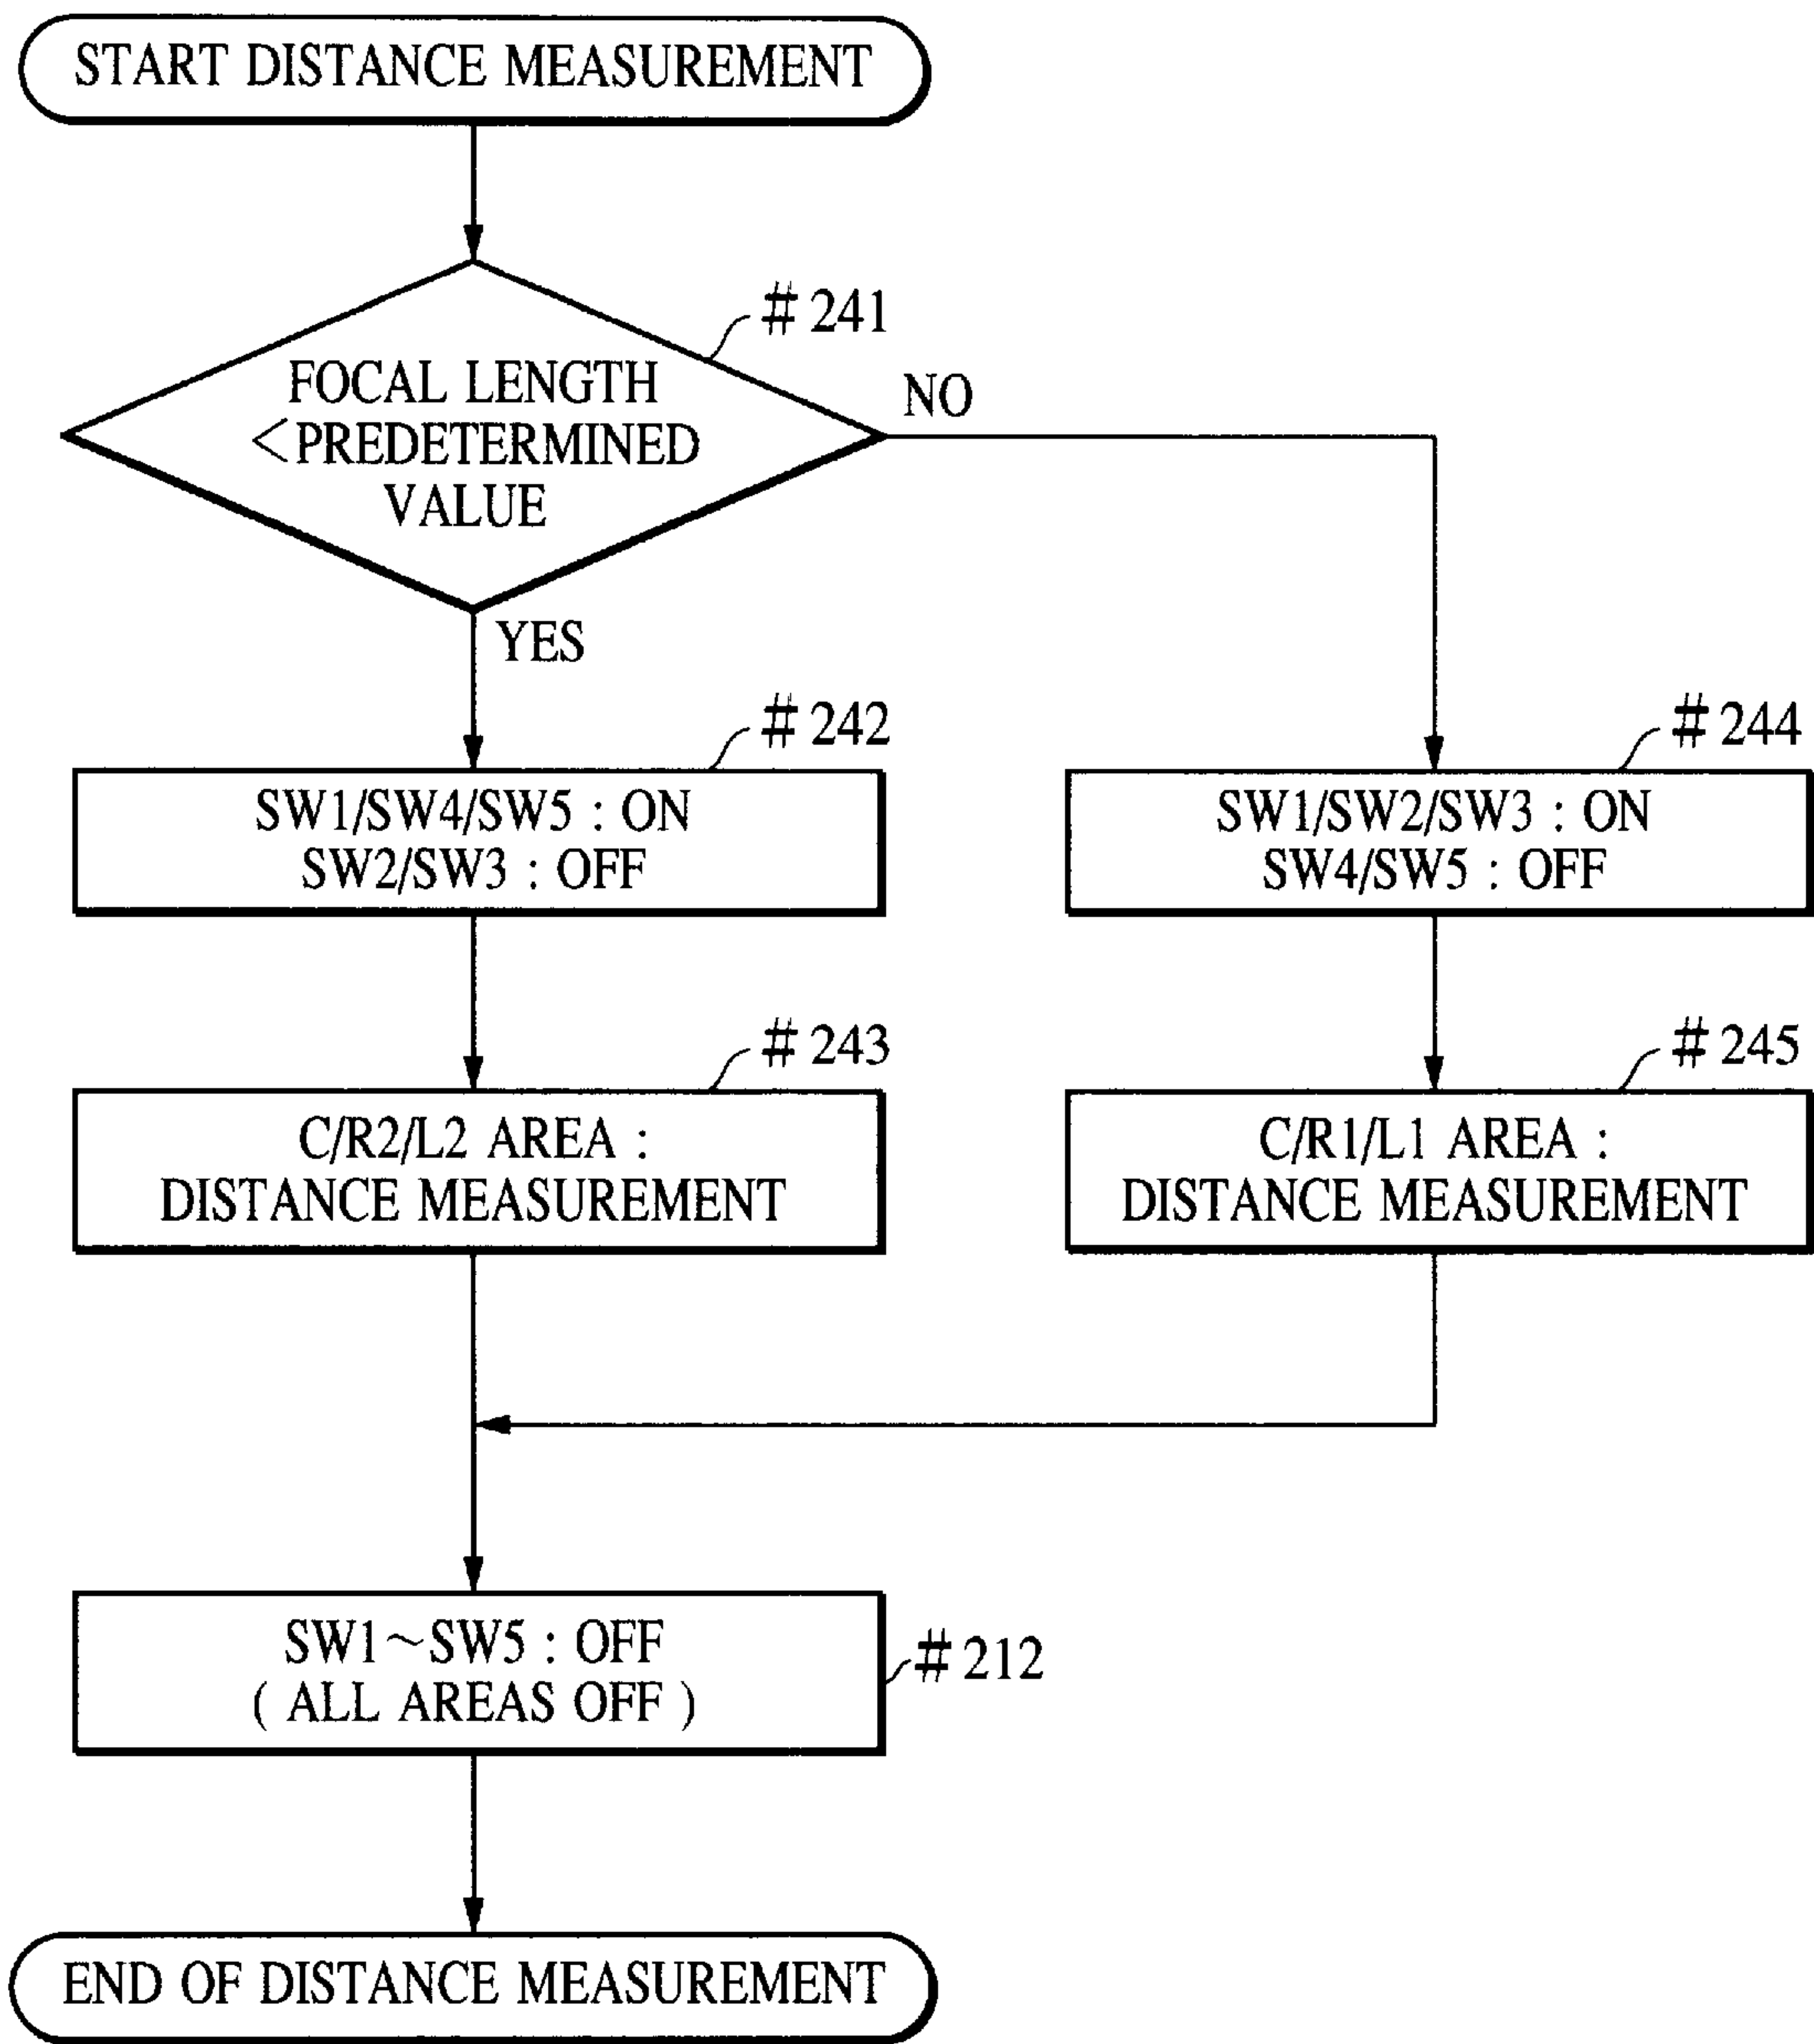 START DISTANCE MEASUREMENT
#241
FOCAL LENGTH
<PREDETERMINED
VALUE
NO
YES
#242
SW1/SW4/SW5 : ON
SW2/SW3 : OFF
#244
SW1/SW2/SW3 : ON
SW4/SW5 : OFF
#243
C/R2/L2 AREA :
DISTANCE MEASUREMENT
#245
C/R1/L1 AREA :
DISTANCE MEASUREMENT
SW1~SW5 : OFF
( ALL AREAS OFF )
#212
END OF DISTANCE MEASUREMENT